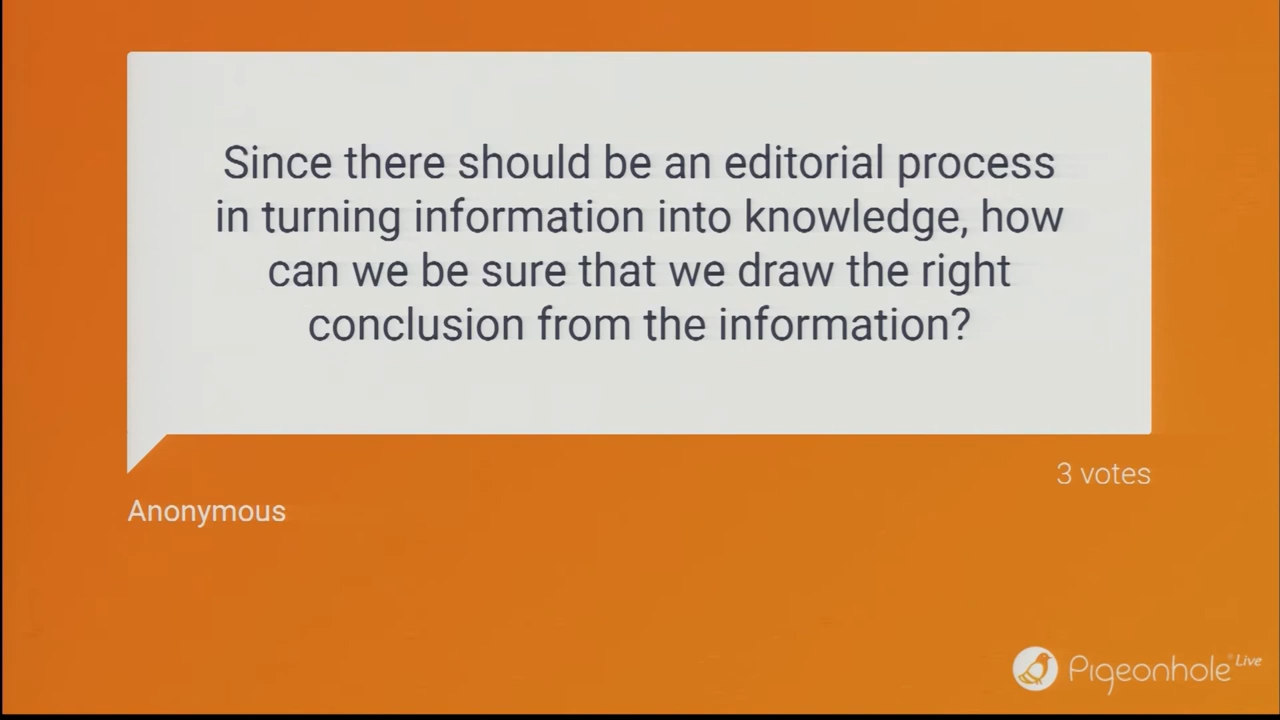 Since there should be an editorial process
in turning information into knowledge, how
can we be sure that we draw the right
conclusion from the information?
3 votes
Anonymous
Pigeonhole Live